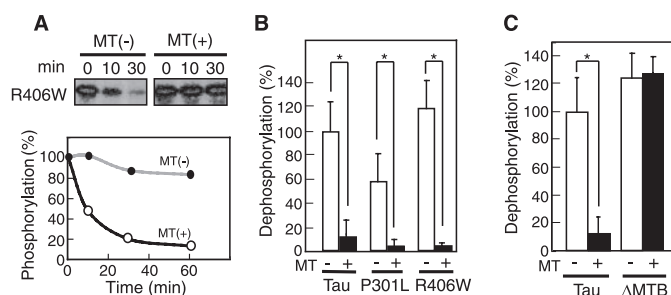 A
MT(-) MT(+)
min 0 10 30 0 10 30
R406W
Phosphorylation (%)
100
80
60
40
20
0
MT(-)
MT(+)
0 20 40 60
Time (min)
B
Dephosphorylation (%)
140
120
100
80
60
40
20
0
* * *
MT - + - + - +
Tau P301L R406W
C
Dephosphorylation (%)
140
120
100
80
60
40
20
0
*
MT - + - +
Tau ΔMTB